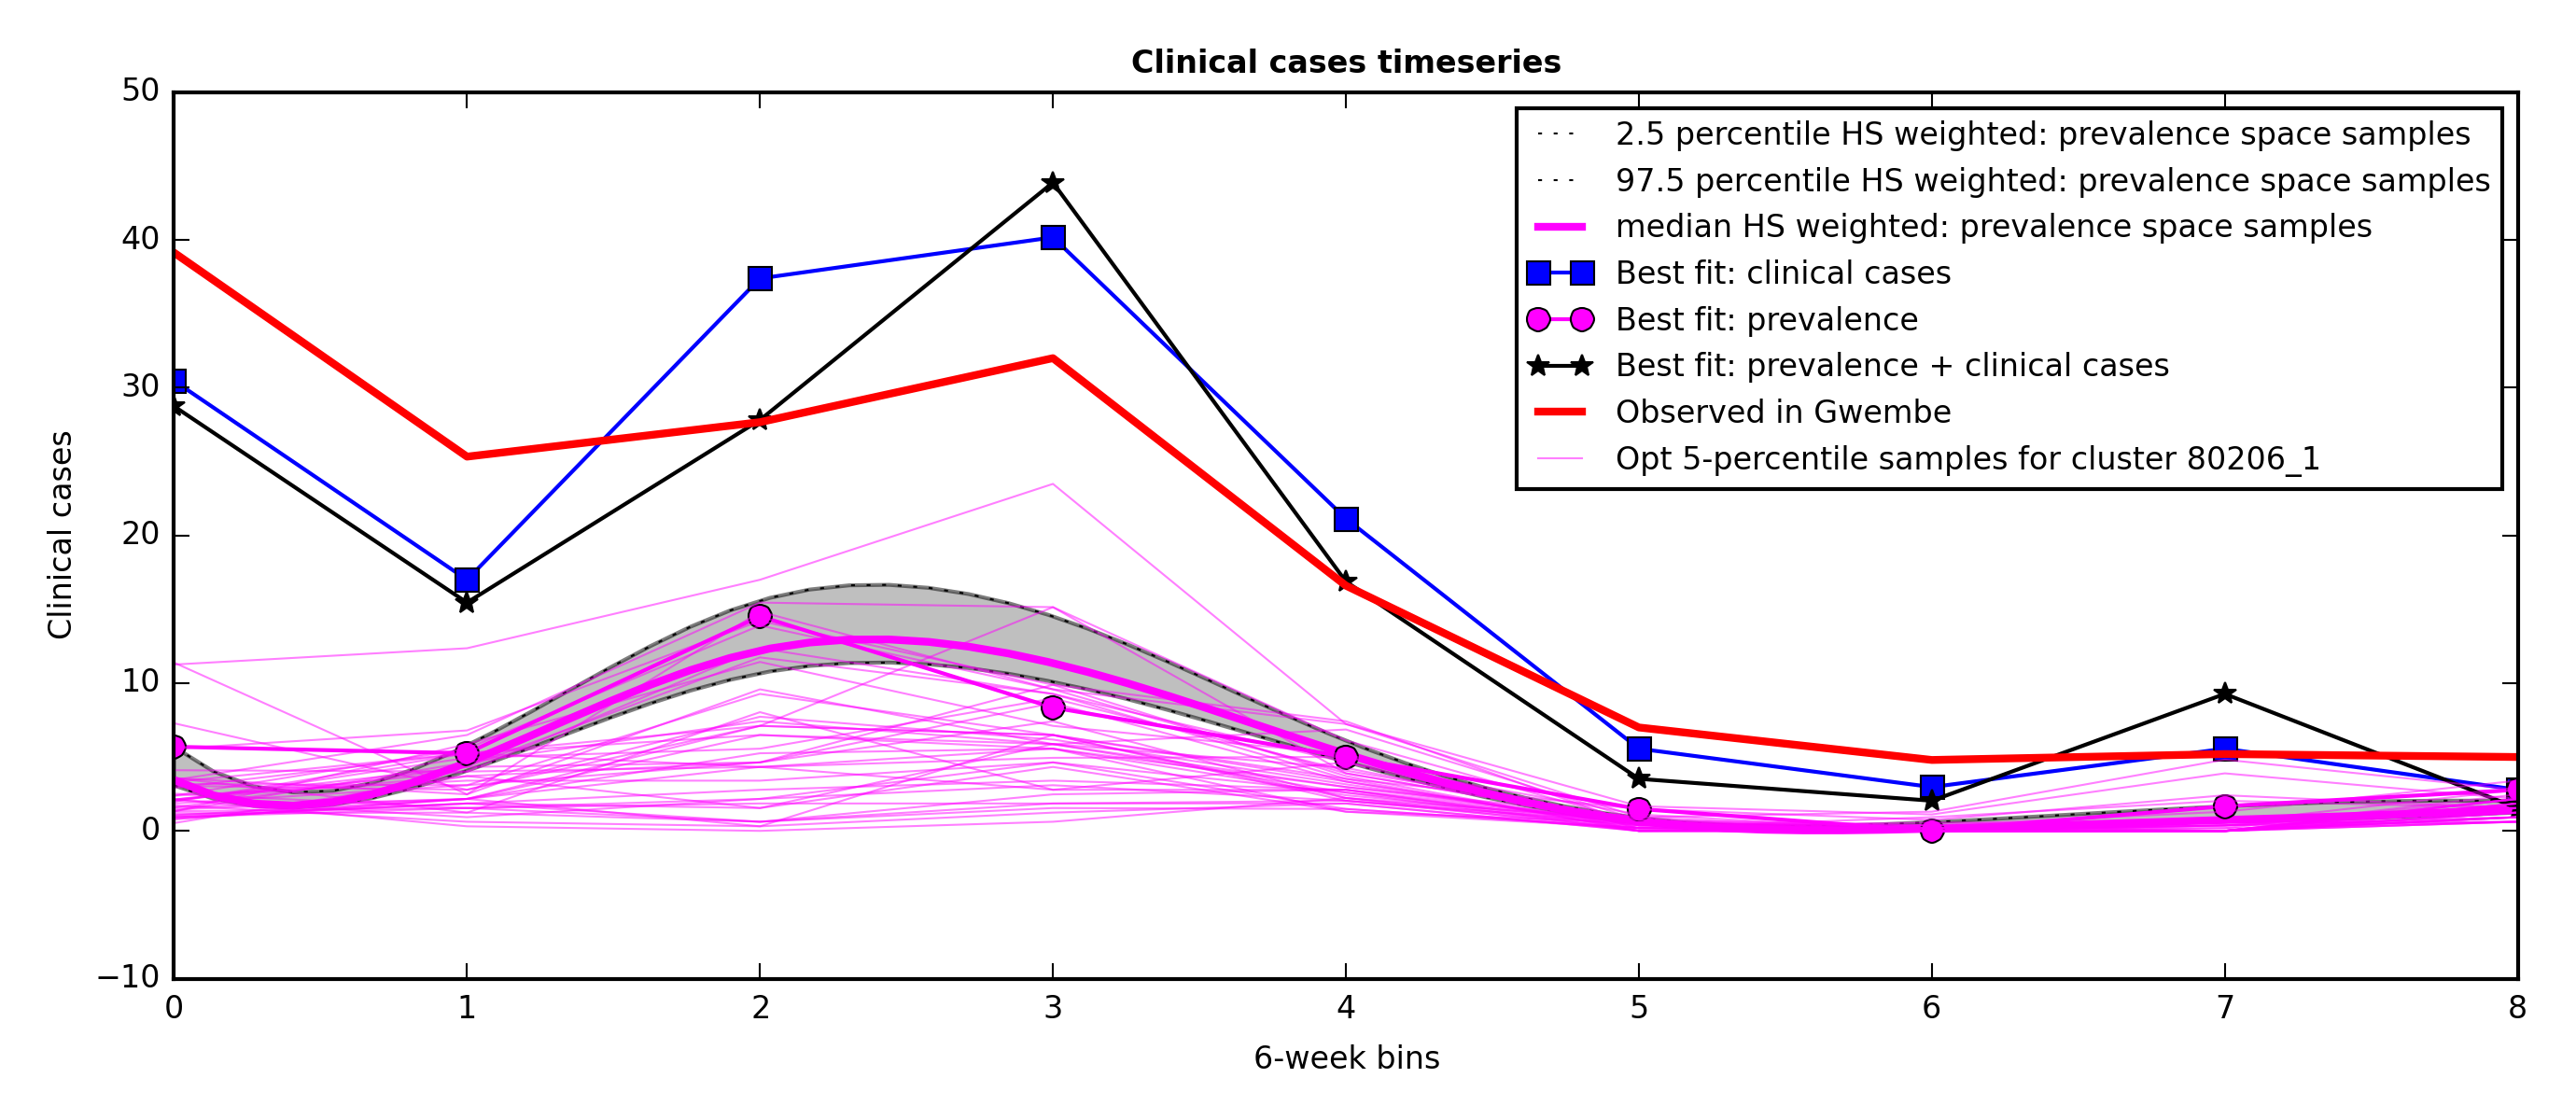 Clinical cases timeseries
50
40
30
20
10
0
−10
Clinical cases
2.5 percentile HS weighted: prevalence space samples
97.5 percentile HS weighted: prevalence space samples
median HS weighted: prevalence space samples
Best fit: clinical cases
Best fit: prevalence
Best fit: prevalence + clinical cases
Observed in Gwembe
Opt 5-percentile samples for cluster 80206_1
0 1 2 3 4 5 6 7 8
6-week bins